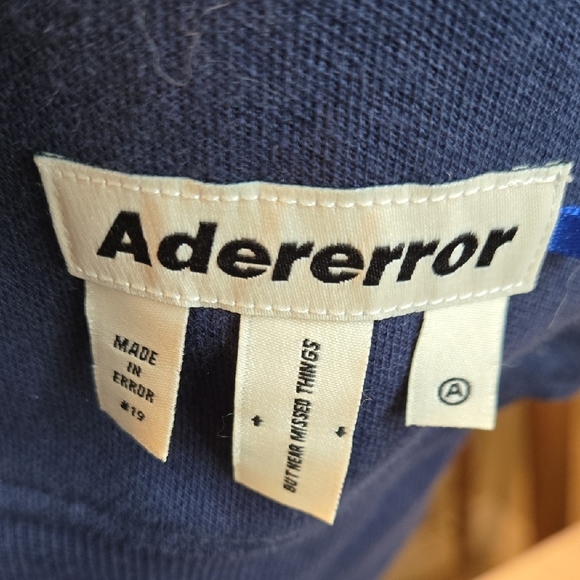 Adererror
MADE
IN
ERROR
#19
BUT NEAR MISSED THINGS
A